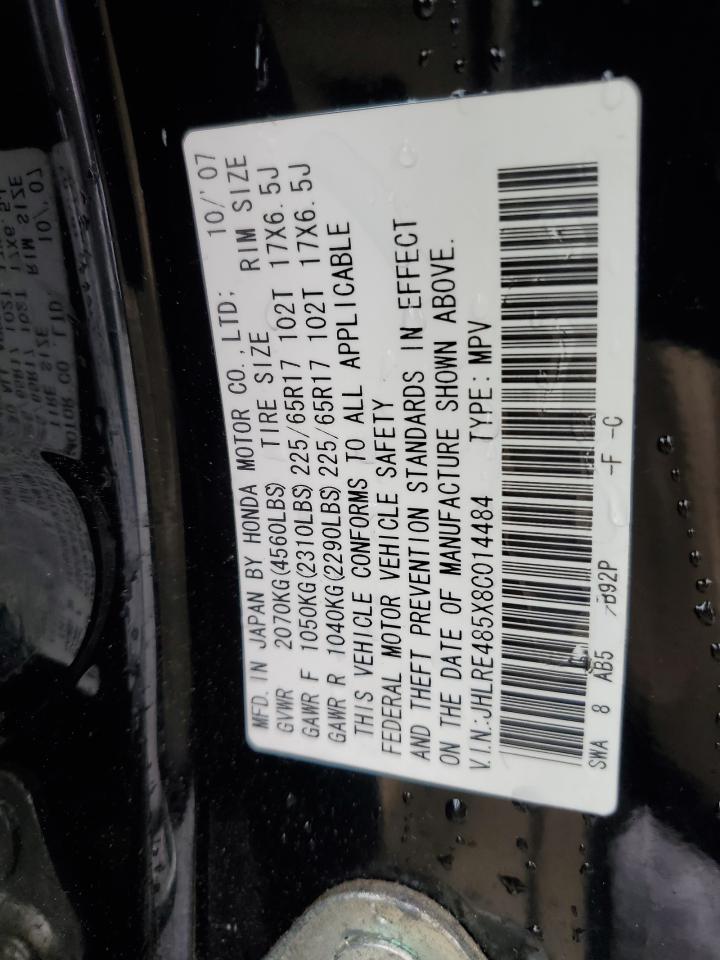 MFD. IN JAPAN BY HONDA MOTOR CO.,LTD; 10/'07
GVWR 2070KG(4560LBS) TIRE SIZE RIM SIZE
GAWR F 1050KG(2310LBS) 225/65R17 102T 17X6.5J
GAWR R 1040KG(2290LBS) 225/65R17 102T 17X6.5J
THIS VEHICLE CONFORMS TO ALL APPLICABLE
FEDERAL MOTOR VEHICLE SAFETY
AND THEFT PREVENTION STANDARDS IN EFFECT
ON THE DATE OF MANUFACTURE SHOWN ABOVE.
V.I.N:JHLRE485X8C014484 TYPE:MPV
SWA 8 AB5 -F -C